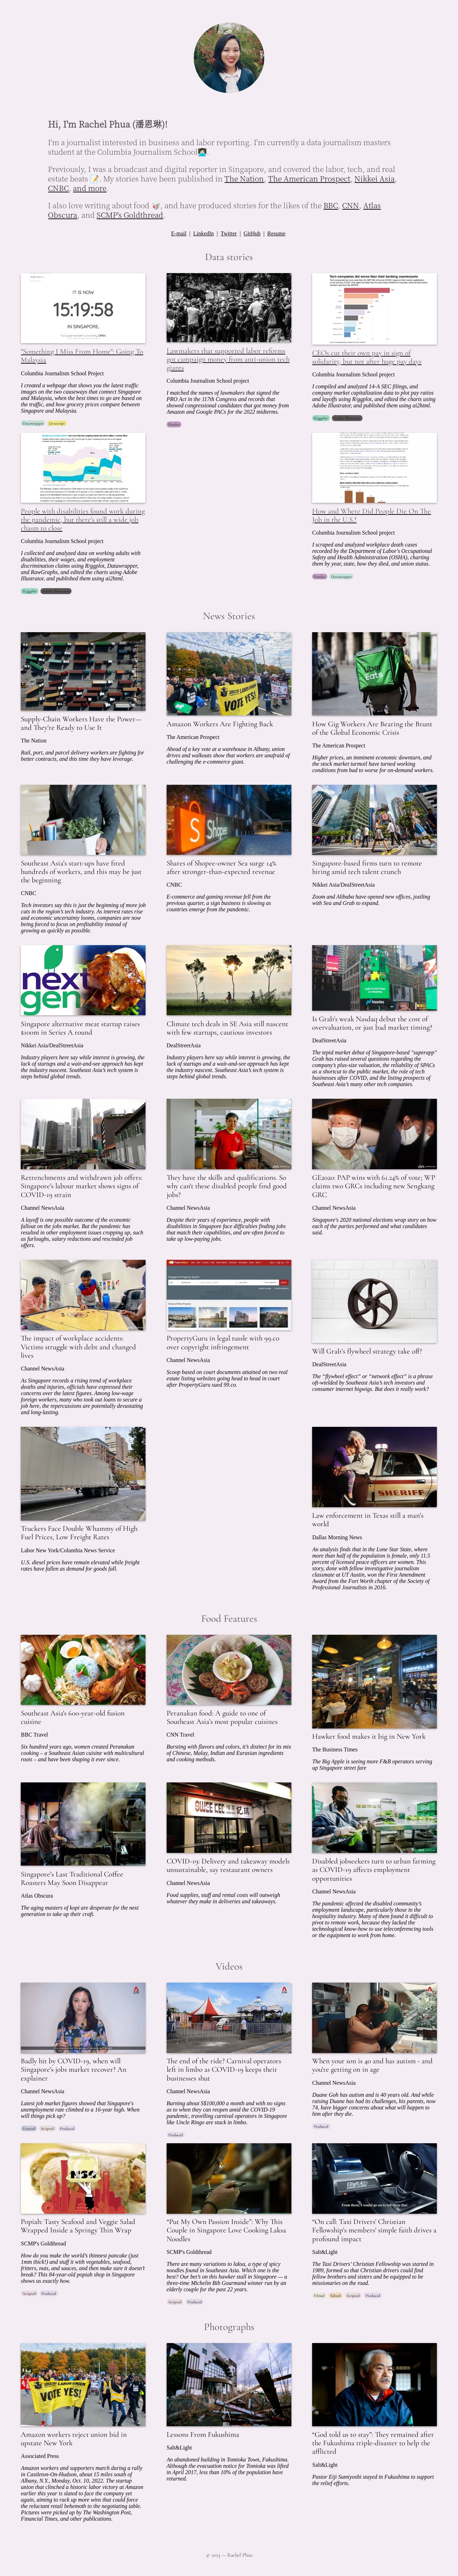 Hi, I'm Rachel Phua (潘恩琳)!
I'm a journalist interested in business and labor reporting. I'm currently a data journalism masters
student at the Columbia Journalism School
Previously, I was a broadcast and digital reporter in Singapore, and covered the labor, tech, and real
estate beats 📝. My stories have been published in The Nation, The American Prospect, Nikkei Asia,
CNBC, and more.
I also love writing about food 🥡, and have produced stories for the likes of the BBC, CNN, Atlas
Obscura, and SCMP's Goldthread.
E-mail | LinkedIn | Twitter | GitHub | Resume
Data stories
IT IS NOW
15:19:58
IN SINGAPORE.
"Something I Miss From Home": Going To
Malaysia
Columbia Journalism School Project
I created a webpage that shows you the latest traffic
images on the two causeways that connect Singapore
and Malaysia, when the best times to go are based on
the traffic, and how grocery prices compare between
Singapore and Malaysia.
Datawrapper Javascript
Lawmakers that supported labor reforms
got campaign money from anti-union tech
giants
Columbia Journalism School project
I matched the names of lawmakers that signed the
PRO Act in the 117th Congress and records that
showed congressional candidates who got money from
Amazon and Google PACs for the 2022 midterms.
Pandas
Tech companies did worse than their banking counterparts
CEOs cut their own pay in sign of
solidarity, but not after huge pay days
Columbia Journalism School project
I compiled and analyzed 14-A SEC filings, and
company market capitalization data to plot pay ratios
and layoffs using R/ggplot, and edited the charts using
Adobe Illustrator, and published them using ai2html.
R/ggplot Adobe Illustrator
People with disabilities found work during
the pandemic, but there's still a wide job
chasm to close
Columbia Journalism School project
I collected and analyzed data on working adults with
disabilities, their wages, and employment
discrimination claims using R/ggplot, Datawrapper,
and RawGraphs, and edited the charts using Adobe
Illustrator, and published them using ai2html.
R/ggplot Adobe Illustrator
How and Where Did People Die On The
Job in the U.S.?
Columbia Journalism School project
I scraped and analyzed workplace death cases
recorded by the Department of Labor's Occupational
Safety and Health Administration (OSHA), charting
them by year, state, how they died, and union status.
Pandas Datawrapper
News Stories
Supply-Chain Workers Have the Power—
and They're Ready to Use It
The Nation
Rail, port, and parcel delivery workers are fighting for
better contracts, and this time they have leverage.
VOTE YES!
Amazon Workers Are Fighting Back
The American Prospect
Ahead of a key vote at a warehouse in Albany, union
drives and walkouts show that workers are unafraid of
challenging the e-commerce giant.
Uber
Eats
How Gig Workers Are Bearing the Brunt
of the Global Economic Crisis
The American Prospect
Higher prices, an imminent economic downturn, and
the stock market turmoil have turned working
conditions from bad to worse for on-demand workers.
Southeast Asia's start-ups have fired
hundreds of workers, and this may be just
the beginning
CNBC
Tech investors say this is just the beginning of more job
cuts in the region's tech industry. As interest rates rise
and economic uncertainty looms, companies are now
being forced to focus on profitability instead of
growing as quickly as possible.
Shares of Shopee-owner Sea surge 14%
after stronger-than-expected revenue
CNBC
E-commerce and gaming revenue fell from the
previous quarter, a sign business is slowing as
countries emerge from the pandemic.
Singapore-based firms turn to remote
hiring amid tech talent crunch
Nikkei Asia/DealStreetAsia
Zoom and Alibaba have opened new offices, jostling
with Sea and Grab to expand.
next
gen
Singapore alternative meat startup raises
$100m in Series A round
Nikkei Asia/DealStreetAsia
Industry players here say while interest is growing, the
lack of startups and a wait-and-see approach has kept
the industry nascent. Southeast Asia's tech system is
steps behind global trends.
Climate tech deals in SE Asia still nascent
with few startups, cautious investors
DealStreetAsia
Industry players here say while interest is growing, the
lack of startups and a wait-and-see approach has kept
the industry nascent. Southeast Asia's tech system is
steps behind global trends.
Is Grab's weak Nasdaq debut the cost of
overvaluation, or just bad market timing?
DealStreetAsia
The tepid market debut of Singapore-based "superapp"
Grab has raised several questions regarding the
company's plus-size valuation, the reliability of SPACs
as a shortcut to the public market, the role of tech
businesses after COVID, and the listing prospects of
Southeast Asia's many other tech companies.
Retrenchments and withdrawn job offers:
Singapore's labour market shows signs of
COVID-19 strain
Channel NewsAsia
A layoff is one possible outcome of the economic
fallout on the job market. But the pandemic has
resulted in other employment issues cropping up, such
as furloughs, salary reductions and rescinded job
offers.
They have the skills and qualifications. So
why can't these disabled people find good
jobs?
Channel NewsAsia
Despite their years of experience, people with
disabilities in Singapore face difficulties finding jobs
that match their capabilities, and are often forced to
take up low-paying jobs.
GE2020: PAP wins with 61.24% of vote; WP
claims two GRCs including new Sengkang
GRC
Channel NewsAsia
Singapore's 2020 national elections wrap story on how
each of the parties performed and what candidates
said.
The impact of workplace accidents:
Victims struggle with debt and changed
lives
Channel NewsAsia
As Singapore records a rising trend of workplace
deaths and injuries, officials have expressed their
concerns over the latest figures. Among low-wage
foreign workers, many who took out loans to secure a
job here, the repercussions are potentially devastating
and long-lasting.
PropertyGuru in legal tussle with 99.co
over copyright infringement
Channel NewsAsia
Scoop based on court documents attained on two real
estate listing websites going head to head in court
after PropertyGuru sued 99.co.
Will Grab's flywheel strategy take off?
DealStreetAsia
The "flywheel effect" or "network effect" is a phrase
oft-wielded by Southeast Asia's tech investors and
consumer internet bigwigs. But does it really work?
Truckers Face Double Whammy of High
Fuel Prices, Low Freight Rates
Labor New York/Columbia News Service
U.S. diesel prices have remain elevated while freight
rates have fallen as demand for goods fall.
SHERIFF
Law enforcement in Texas still a man's
world
Dallas Morning News
An analysis finds that in the Lone Star State, where
more than half of the population is female, only 11.5
percent of licensed peace officers are women. This
story, done with fellow investigative journalism
classmate at UT Austin, won the First Amendment
Award from the Fort Worth chapter of the Society of
Professional Journalists in 2016.
Food Features
Southeast Asia's 600-year-old fusion
cuisine
BBC Travel
Six hundred years ago, women created Peranakan
cooking – a Southeast Asian cuisine with multicultural
roots – and have been shaping it ever since.
Peranakan food: A guide to one of
Southeast Asia's most popular cuisines
CNN Travel
Bursting with flavors and colors, it's distinct for its mix
of Chinese, Malay, Indian and Eurasian ingredients
and cooking methods.
Hawker food makes it big in New York
The Business Times
The Big Apple is seeing more F&B operators serving
up Singapore street fare
Singapore's Last Traditional Coffee
Roasters May Soon Disappear
Atlas Obscura
The aging masters of kopi are desperate for the next
generation to take up their craft.
COVID-19: Delivery and takeaway models
unsustainable, say restaurant owners
Channel NewsAsia
Food supplies, staff and rental costs will outweigh
whatever they make in deliveries and takeaways.
Disabled jobseekers turn to urban farming
as COVID-19 affects employment
opportunities
Channel NewsAsia
The pandemic affected the disabled community's
employment landscape, particularly those in the
hospitality industry. Many of them found it difficult to
pivot to remote work, because they lacked the
technological know-how to use teleconferencing tools
or the equipment to work from home.
Videos
Badly hit by COVID-19, when will
Singapore's jobs market recover? An
explainer
Channel NewsAsia
Latest job market figures showed that Singapore's
unemployment rate climbed to a 16-year high. When
will things pick up?
Scripted Produced
The end of the ride? Carnival operators
left in limbo as COVID-19 keeps their
businesses shut
Channel NewsAsia
Burning about S$100,000 a month and with no signs
as to when they can reopen amid the COVID-19
pandemic, travelling carnival operators in Singapore
like Uncle Ringo are stuck in limbo.
Produced
When your son is 40 and has autism - and
you're getting on in age
Channel NewsAsia
Duane Goh has autism and is 40 years old. And while
raising Duane has had its challenges, his parents, now
74, have bigger concerns about what will happen to
him after they die.
Produced
Popiah: Tasty Seafood and Veggie Salad
Wrapped Inside a Springy Thin Wrap
SCMP's Goldthread
How do you make the world's thinnest pancake (just
1mm thick!) and stuff it with vegetables, seafood,
fritters, nuts, and sauces, and then make sure it doesn't
break? This 84-year-old popiah shop in Singapore
shows us exactly how.
Scripted Produced
"Put My Own Passion Inside": Why This
Couple in Singapore Love Cooking Laksa
Noodles
SCMP's Goldthread
There are many variations to laksa, a type of spicy
noodles found in Southeast Asia. Which one is the
best? Our bet's on this hawker stall in Singapore — a
three-time Michelin Bib Gourmand winner run by an
elderly couple for the past 22 years.
Scripted Produced
"On call: Taxi Drivers' Christian
Fellowship's members' simple faith drives a
profound impact
Salt&Light
The Taxi Drivers' Christian Fellowship was started in
1989, formed so that Christian drivers could find
fellow brothers and sisters and be equipped to be
missionaries on the road.
Filmed Edited Scripted Produced
Photographs
VOTE YES!
Amazon workers reject union bid in
upstate New York
Associated Press
Amazon workers and supporters march during a rally
in Castleton-On-Hudson, about 15 miles south of
Albany, N.Y., Monday, Oct. 10, 2022. The startup
union that clinched a historic labor victory at Amazon
earlier this year is slated to face the company yet
again, aiming to rack up more wins that could force
the reluctant retail behemoth to the negotiating table.
Pictures were picked up by The Washington Post,
Financial Times, and other publications.
Lessons From Fukushima
Salt&Light
An abandoned building in Tomioka Town, Fukushima.
Although the evacuation notice for Tomioka was lifted
in April 2017, less than 10% of the population have
returned.
"God told us to stay": They remained after
the Fukushima triple-disaster to help the
afflicted
Salt&Light
Pastor Eiji Sumiyoshi stayed in Fukushima to support
the relief efforts.
© 2023 — Rachel Phua